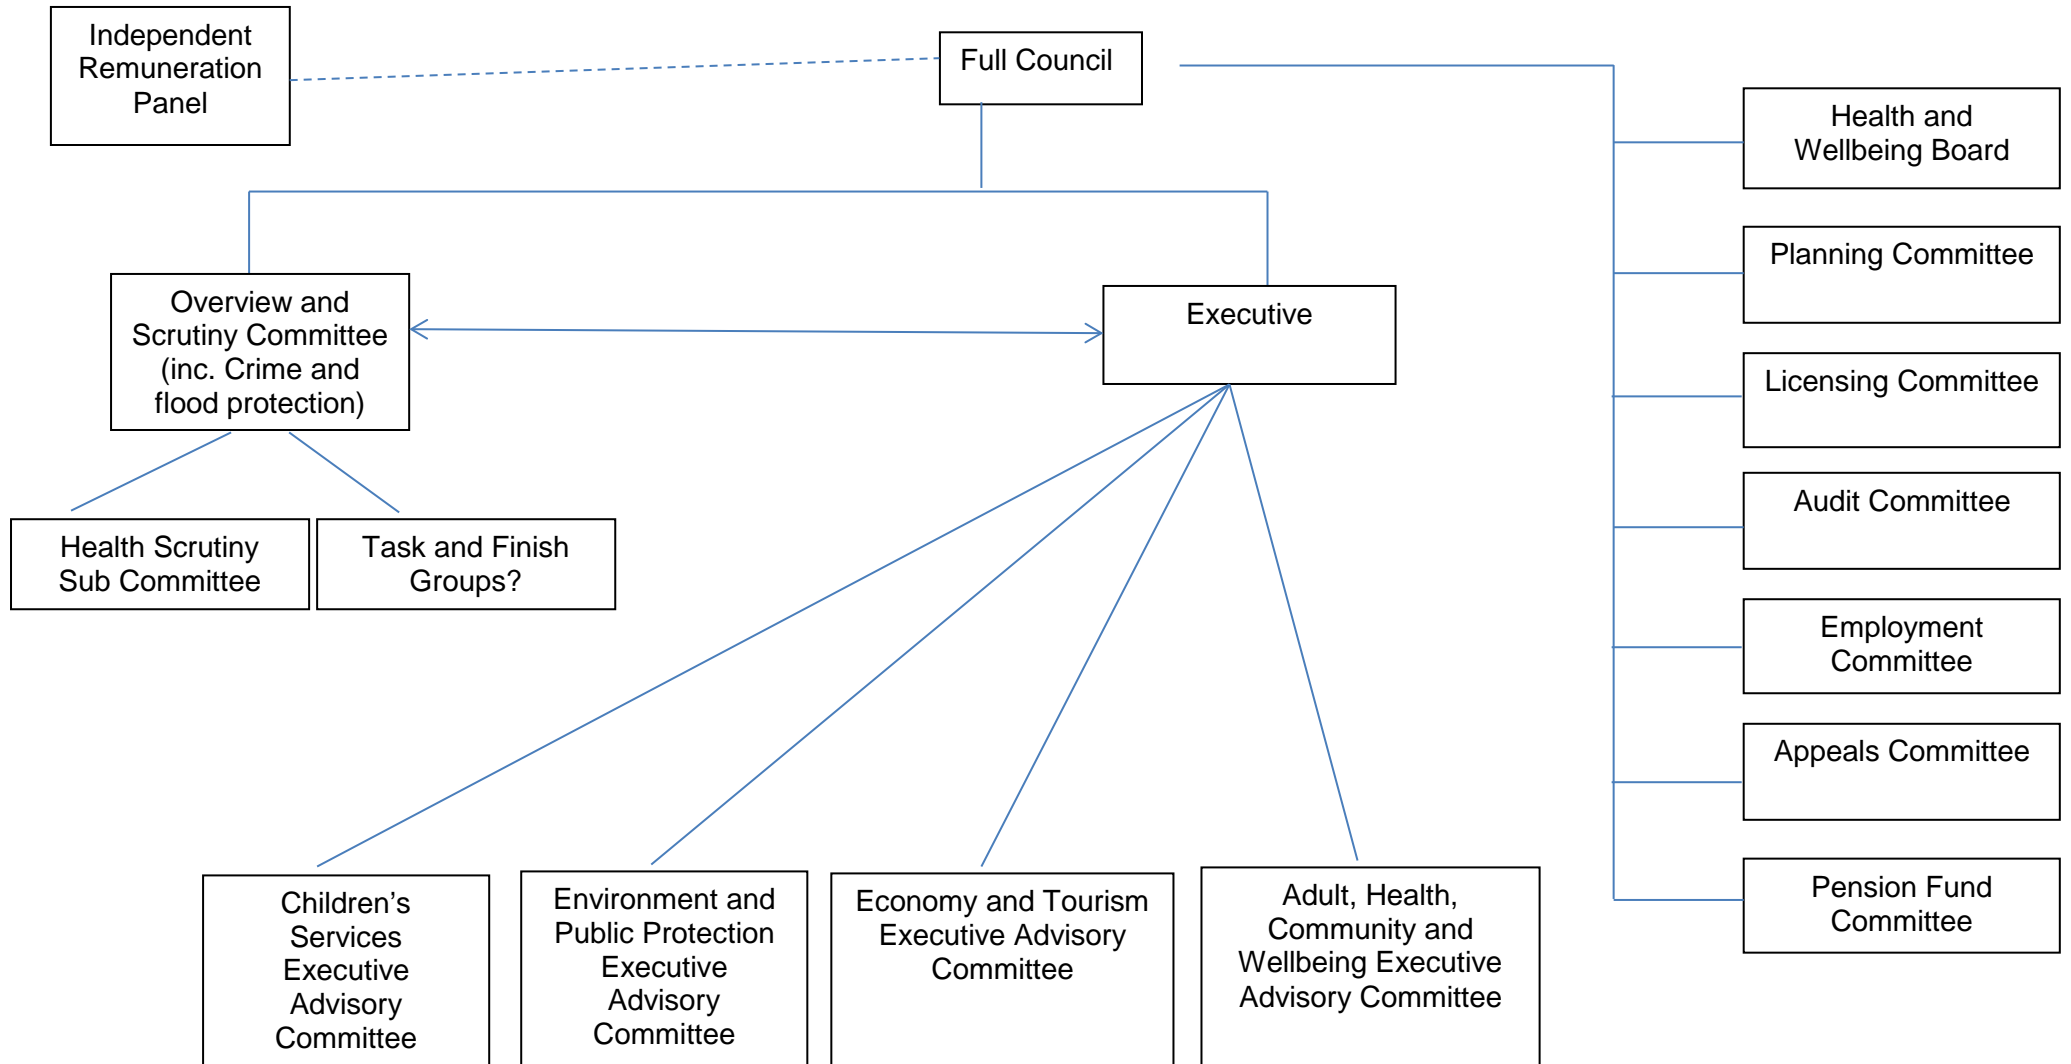 Independent
Remuneration
Panel
Full Council
Health and
Wellbeing Board
Planning Committee
Licensing Committee
Audit Committee
Employment
Committee
Appeals Committee
Pension Fund
Committee
Overview and
Scrutiny Committee
(inc. Crime and
flood protection)
Executive
Health Scrutiny
Sub Committee
Task and Finish
Groups?
Children’s
Services
Executive
Advisory
Committee
Environment and
Public Protection
Executive
Advisory
Committee
Economy and Tourism
Executive Advisory
Committee
Adult, Health,
Community and
Wellbeing Executive
Advisory Committee